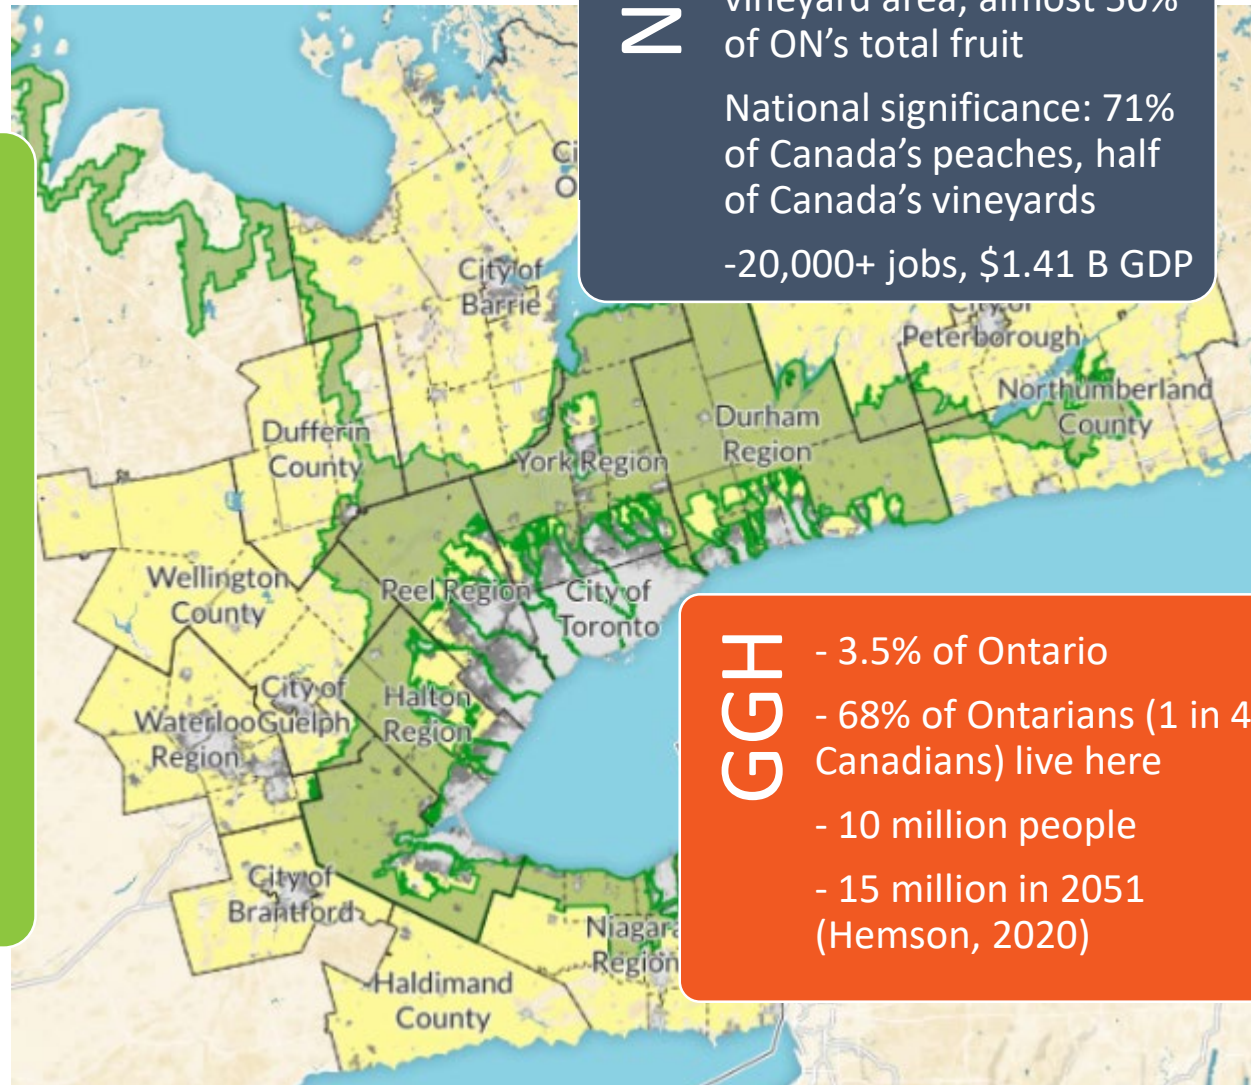 N
vineyard area, almost 50%
of ON's total fruit
National significance: 71%
of Canada's peaches, half
of Canada's vineyards
-20,000+ jobs, $1.41 B GDP
City of
Barrie
City of
Peterborough
Northumberland
County
Dufferin
County
York Region
Durham
Region
Wellington
County
Peel Region
City of
Toronto
City of
Guelph
Waterloo
Region
Halton
Region
City of
Brantford
Niagara
Region
Haldimand
County
GGH
- 3.5% of Ontario
- 68% of Ontarians (1 in 4
Canadians) live here
- 10 million people
- 15 million in 2051
(Hemson, 2020)